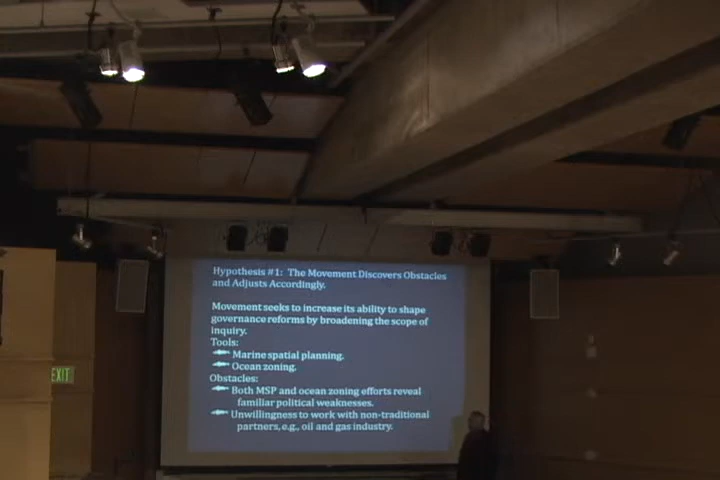 Hypothesis #1: The Movement Discovers Obstacles
and Adjusts Accordingly.
Movement seeks to increase its ability to shape
governance reforms by broadening the scope of
inquiry.
Tools:
Marine spatial planning.
Ocean zoning.
Obstacles:
Both MSP and ocean zoning efforts reveal
familiar political weaknesses.
Unwillingness to work with non-traditional
partners, e.g., oil and gas industry.
EXIT